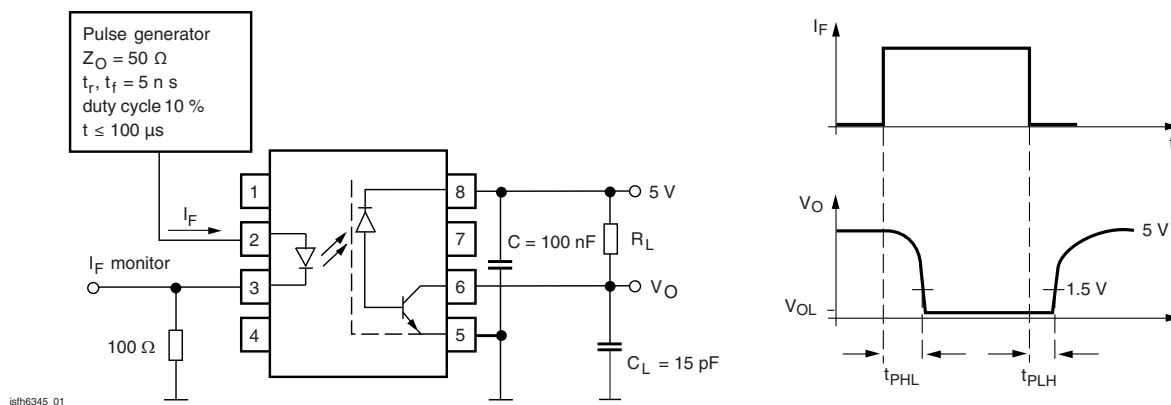 Pulse generator
Z_O = 50 Ω
t_r, t_f = 5 n s
duty cycle 10 %
t ≤ 100 µs
I_F
I_F monitor
100 Ω
1
2
3
4
8
7
6
5
C = 100 nF
5 V
R_L
V_O
C_L = 15 pF
isfh6345_01
I_F
t
V_O
5 V
1.5 V
V_OL
t
t_PHL
t_PLH